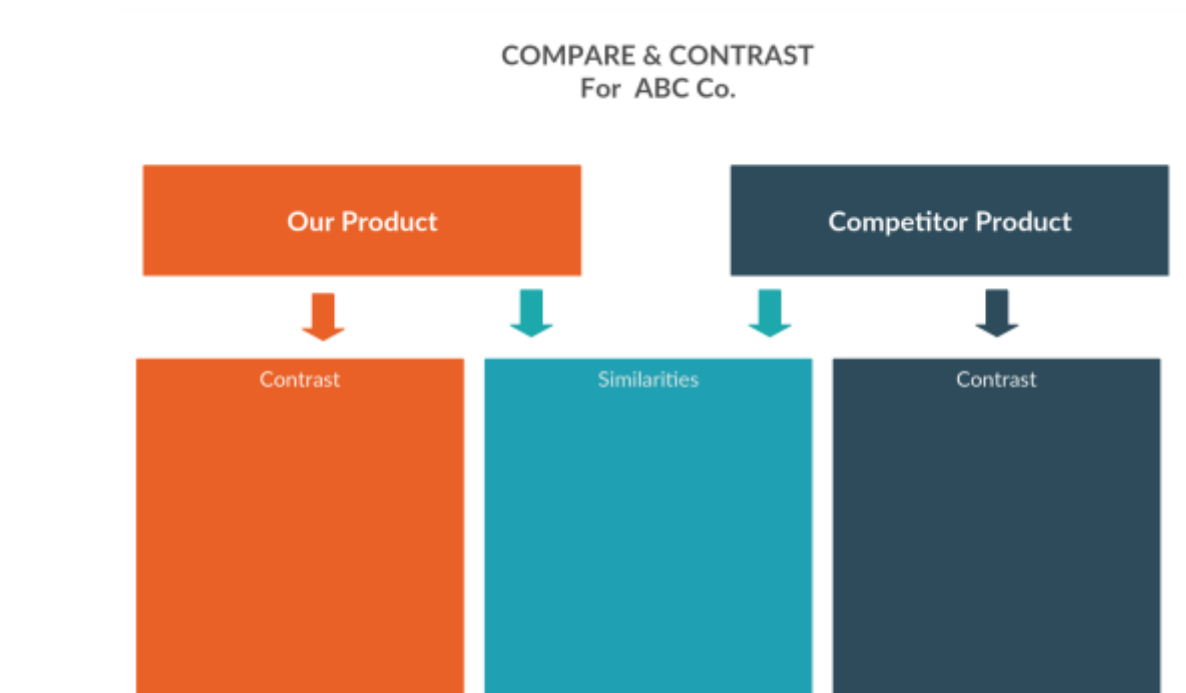 COMPARE & CONTRAST
For ABC Co.
Our Product
Competitor Product
Contrast
Similarities
Contrast